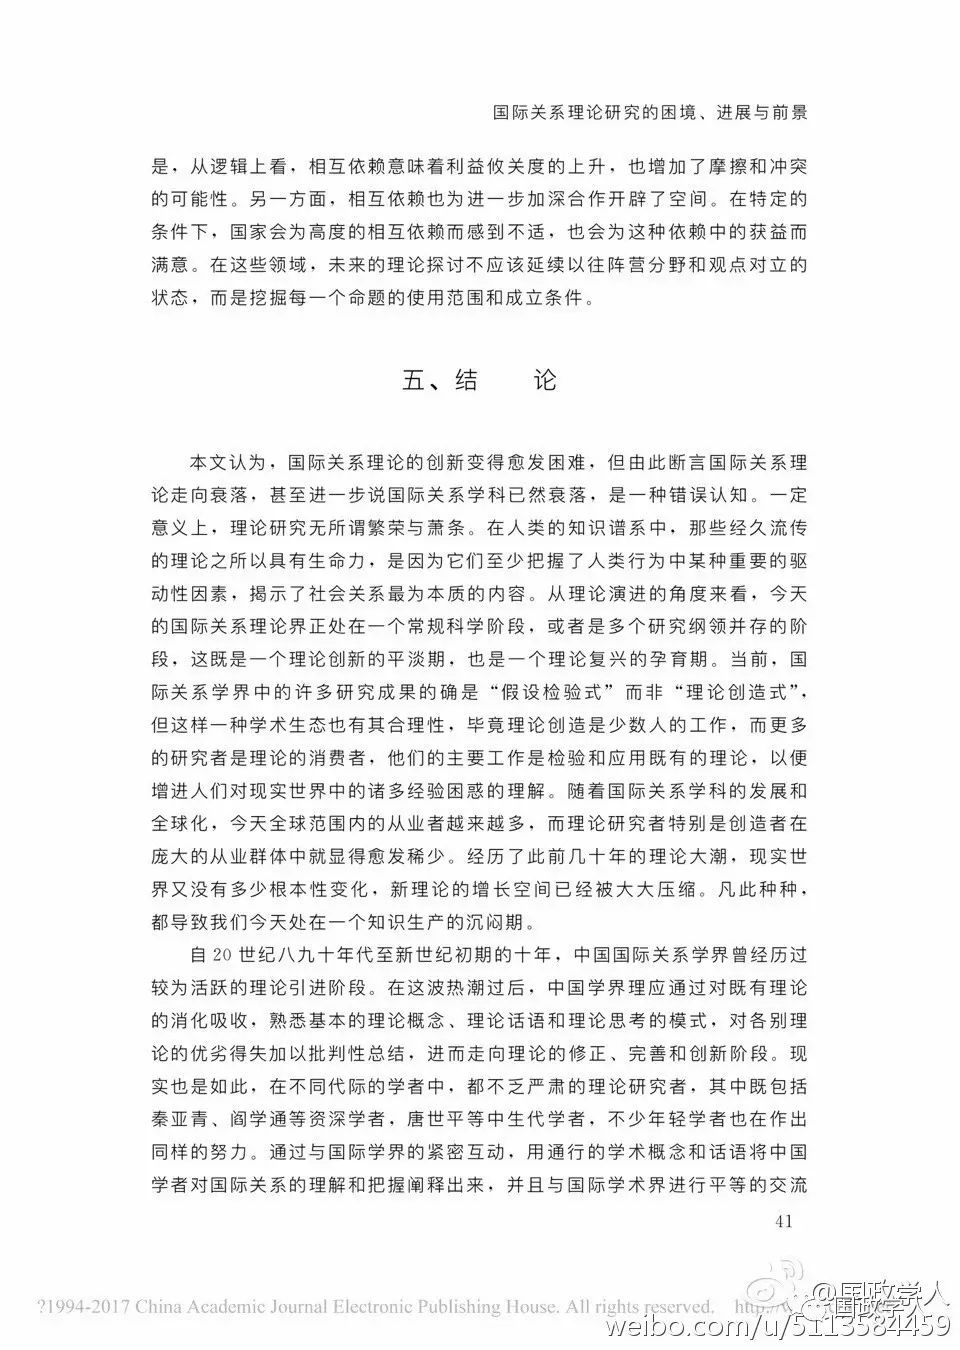 国际关系理论研究的困境、进展与前景
是，从逻辑上看，相互依赖意味着利益攸关度的上升，也增加了摩擦和冲突
的可能性。另一方面，相互依赖也为进一步加深合作开辟了空间。在特定的
条件下，国家会为高度的相互依赖而感到不适，也会为这种依赖中的获益而
满意。在这些领域，未来的理论探讨不应该延续以往阵营分野和观点对立的
状态，而是挖掘每一个命题的使用范围和成立条件。
五、结 论
本文认为，国际关系理论的创新变得愈发困难，但由此断言国际关系理
论走向衰落，甚至进一步说国际关系学科已然衰落，是一种错误认知。一定
意义上，理论研究无所谓繁荣与萧条。在人类的知识谱系中，那些经久流传
的理论之所以具有生命力，是因为它们至少把握了人类行为中某种重要的驱
动性因素，揭示了社会关系最为本质的内容。从理论演进的角度来看，今天
的国际关系理论界正处在一个常规科学阶段，或者是多个研究纲领并存的阶
段，这既是一个理论创新的平淡期，也是一个理论复兴的孕育期。当前，国
际关系学界中的许多研究成果的确是“假设检验式”而非“理论创造式”，
但这样一种学术生态也有其合理性，毕竟理论创造是少数人的工作，而更多
的研究者是理论的消费者，他们的主要工作是检验和应用既有的理论，以便
增进人们对现实世界中的诸多经验困惑的理解。随着国际关系学科的发展和
全球化，今天全球范围内的从业者越来越多，而理论研究者特别是创造者在
庞大的从业群体中就显得愈发稀少。经历了此前几十年的理论大潮，现实世
界又没有多少根本性变化，新理论的增长空间已经被大大压缩。凡此种种，
都导致我们今天处在一个知识生产的沉闷期。
自 20 世纪八九十年代至新世纪初期的十年，中国国际关系学界曾经历过
较为活跃的理论引进阶段。在这波热潮过后，中国学界理应通过对既有理论
的消化吸收，熟悉基本的理论概念、理论话语和理论思考的模式，对各别理
论的优劣得失加以批判性总结，进而走向理论的修正、完善和创新阶段。现
实也是如此，在不同代际的学者中，都不乏严肃的理论研究者，其中既包括
秦亚青、阎学通等资深学者，唐世平等中生代学者，不少年轻学者也在作出
同样的努力。通过与国际学界的紧密互动，用通行的学术概念和话语将中国
学者对国际关系的理解和把握阐释出来，并且与国际学术界进行平等的交流
41
?1994-2017 China Academic Journal Electronic Publishing House. All rights reserved.
@国政学人
国政学人
weibo.com/u/5113584459